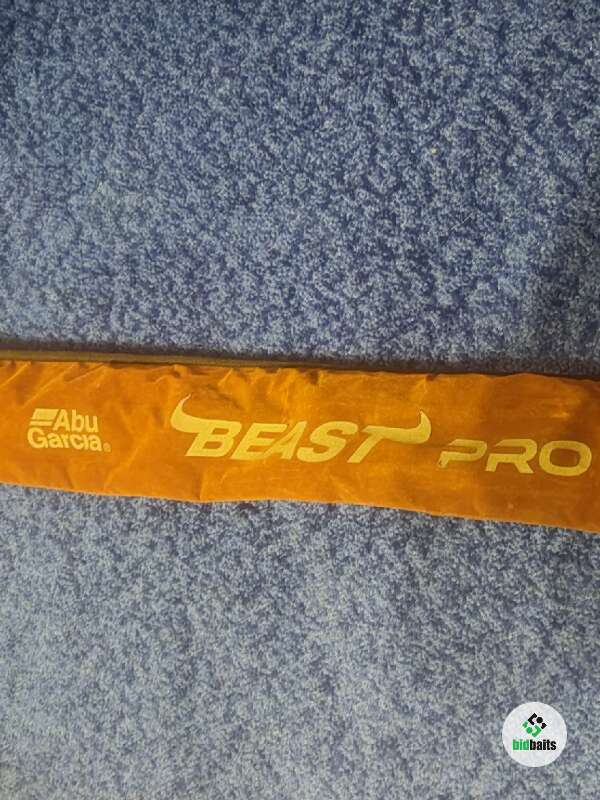 Abu
Garcia®
BEAST PRO
bidbaits